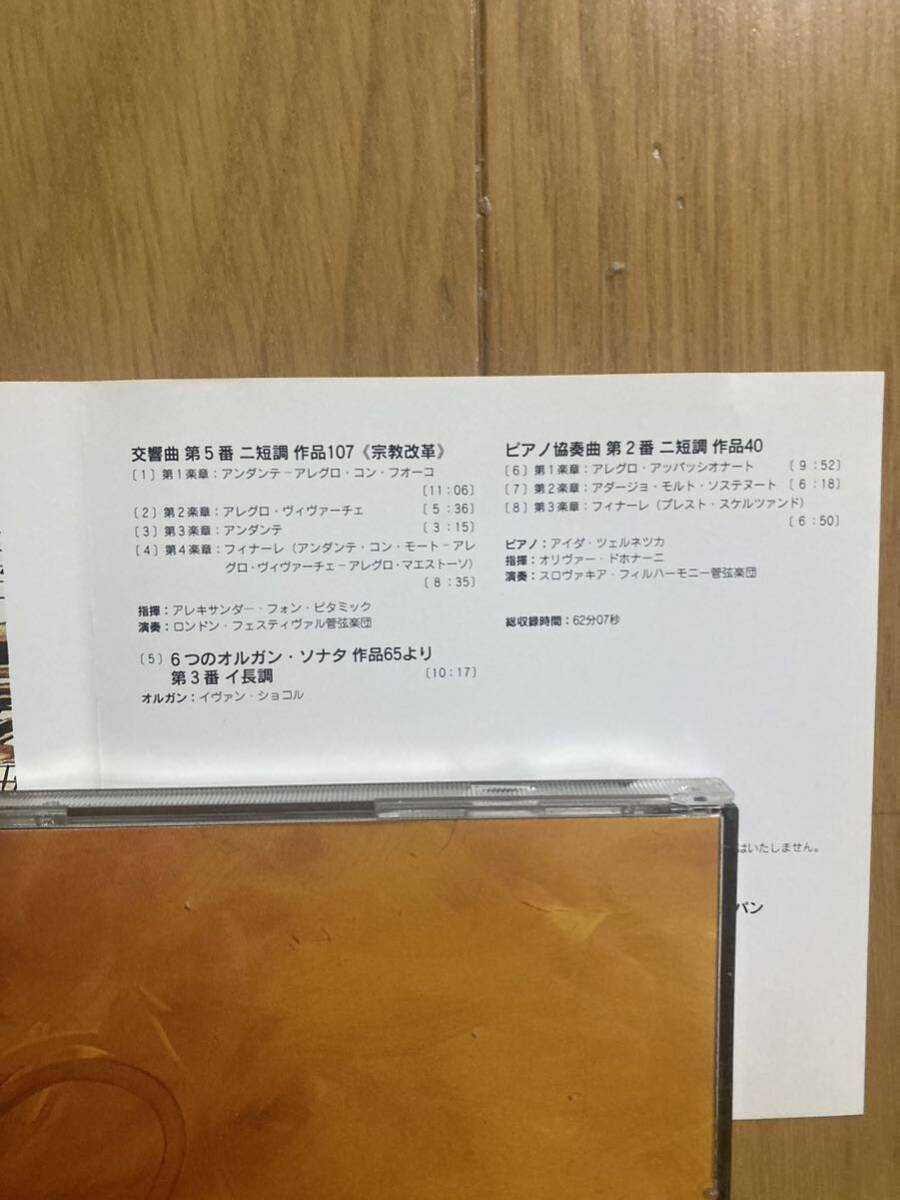 交響曲 第5番 ニ短調 作品107《宗教改革》
〔1〕第1楽章：アンダンテ－アレグロ・コン・フオーコ
〔11：06〕
〔2〕第2楽章：アレグロ・ヴィヴァーチェ 〔5：36〕
〔3〕第3楽章：アンダンテ 〔3：15〕
〔4〕第4楽章：フィナーレ（アンダンテ・コン・モート－アレ
グロ・ヴィヴァーチェ－アレグロ・マエストーソ）
〔8：35〕
指揮：アレキサンダー・フォン・ピタミック
演奏：ロンドン・フェスティヴァル管弦楽団
〔5〕6つのオルガン・ソナタ 作品65より
第3番 イ長調 〔10：17〕
オルガン：イヴァン・ショコル
ピアノ協奏曲 第2番 ニ短調 作品40
〔6〕第1楽章：アレグロ・アッパッシオナート 〔9：52〕
〔7〕第2楽章：アダージョ・モルト・ソステヌート 〔6：18〕
〔8〕第3楽章：フィナーレ（プレスト・スケルツァンド）
〔6：50〕
ピアノ：アイダ・ツェルネツカ
指揮：オリヴァー・ドホナーニ
演奏：スロヴァキア・フィルハーモニー管弦楽団
総収録時間：62分07秒
はいたしません。
パン